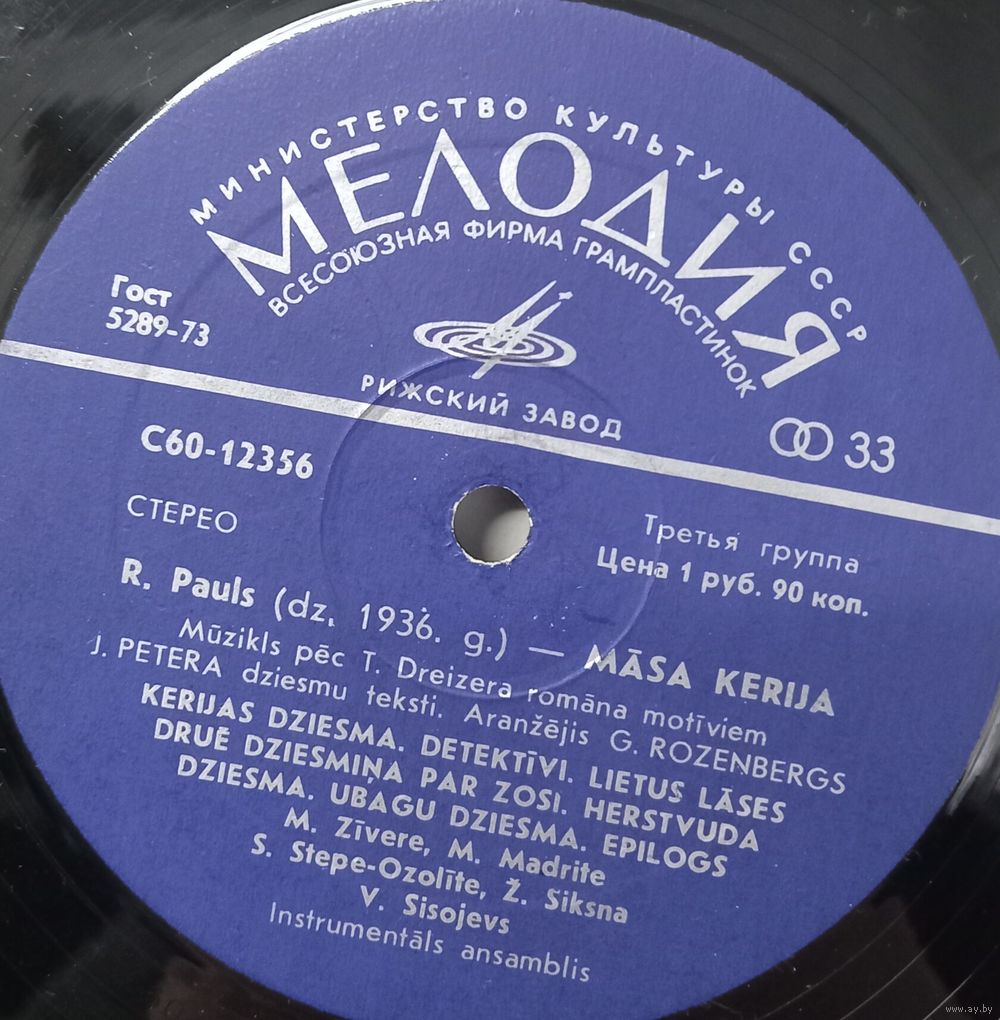 МИНИСТЕРСТВО КУЛЬТУРЫ СССР
МЕЛОДИЯ
ВСЕСОЮЗНАЯ ФИРМА ГРАМПЛАСТИНОК
Гост
5289-73
РИЖСКИЙ ЗАВОД
33
С60-12356
СТЕРЕО
Третья группа
Цена 1 руб. 90 коп.
R. Pauls (dz. 1936. g.) — MĀSA KERIJA
Mūzikls pēc T. Dreizera romāna motīviem
J. PETERA dziesmu teksti. Aranžējis G. ROZENBERGS
KERIJAS DZIESMA. DETEKTĪVI. LIETUS LĀSES
DRUĒ DZIESMIŅA PAR ZOSI. HERSTVUDA
DZIESMA. UBAGU DZIESMA. EPILOGS
M. Zīvere, M. Madrite
S. Stepe-Ozolīte, Ž. Siksna
V. Sisojevs
Instrumentāls ansamblis
www.ay.by